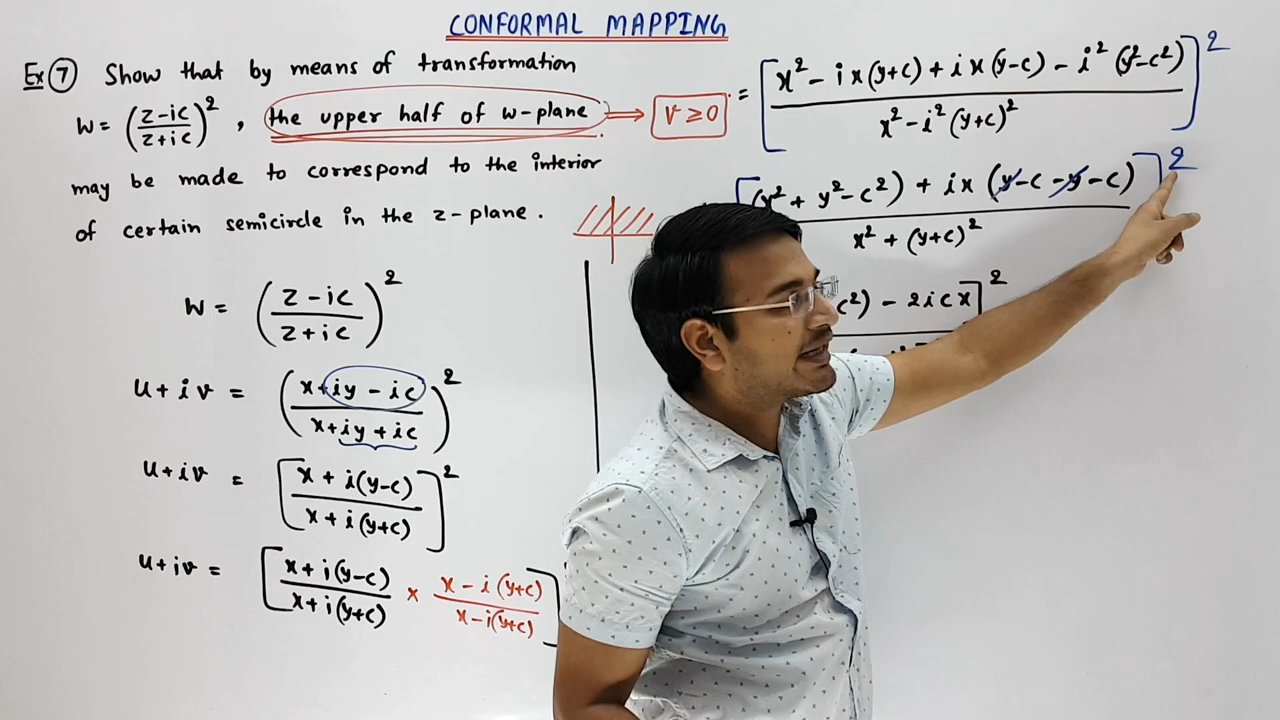 CONFORMAL MAPPING
Ex 7 Show that by means of transformation
W = ((z-ic)/(z+ic))², the upper half of w-plane ⟹ V ≥ 0
may be made to correspond to the interior
of certain semicircle in the z-plane.
W = ((z-ic)/(z+ic))²
u+iv = ((x+iy-ic)/(x+iy+ic))²
u+iv = [(x+i(y-c))/(x+i(y+c))]²
u+iv = [(x+i(y-c))/(x+i(y+c)) × (x-i(y+c))/(x-i(y+c))]
= [(x² - ix(y+c) + ix(y-c) - i²(y²-c²))/(x² - i²(y+c)²)]²
[((x² + y² - c²) + ix(y-c-y-c))/(x² + (y+c)²)]²
c²) - 2icx]²